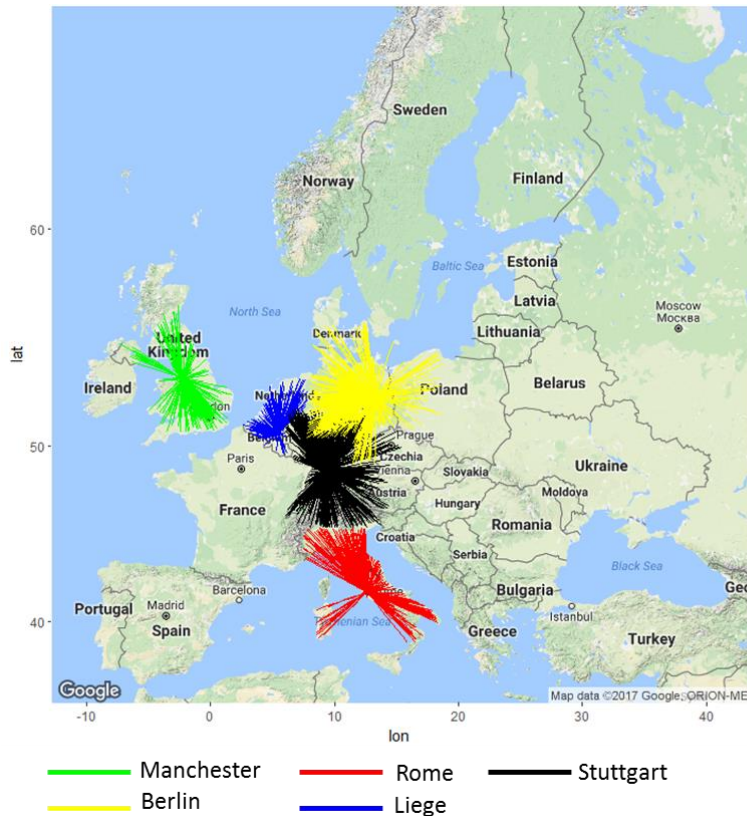 Sweden
Norway
Finland
60
Estonia
Baltic Sea
Latvia
Moscow
Москва
North Sea
Denmark
Lithuania
United
Kingdom
lat
Ireland
Poland
Belarus
50
Prague
Paris
Czechia
Ukraine
Slovakia
Austria
Moldova
Hungary
France
Romania
Croatia
Serbia
Black Sea
Barcelona
Bulgaria
Portugal
Madrid
Istanbul
Spain
40
Greece
Turkey
Google
Map data ©2017 Google, ORION-ME
-10 0 10 20 30 40
lon
Manchester Rome Stuttgart
Berlin Liege